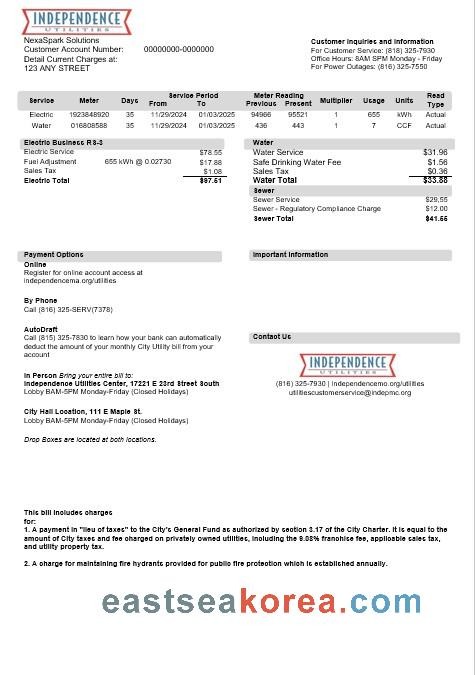 INDEPENDENCE
UTILITIES
NexaSpark Solutions
Customer Account Number: 00000000-0000000
Detail Current Charges at:
123 ANY STREET
Customer Inquiries and Information
For Customer Service: (818) 325-7930
Office Hours: 8AM SPM Monday - Friday
For Power Outages: (816) 325-7550
Service Meter Days Service Period From To Meter Reading Previous Present Multiplier Usage Units Read Type
Electric 1923848920 35 11/29/2024 01/03/2025 94966 95521 1 655 kWh Actual
Water 016808588 35 11/29/2024 01/03/2025 436 443 1 7 CCF Actual
Electric Business RS-3
Electric Service $78.55
Fuel Adjustment 655 kWh @ 0.02730 $17.88
Sales Tax $1.08
Electric Total $97.51
Water
Water Service $31.96
Safe Drinking Water Fee $1.56
Sales Tax $0.36
Water Total $33.88
Sewer
Sewer Service $29,55
Sewer - Regulatory Compliance Charge $12.00
Sewer Total $41.55
Payment Options
Online
Register for online account access at
independencema.org/utilities
By Phone
Call (816) 325-SERV(7378)
AutoDraft
Call (815) 325-7830 to learn how your bank can automatically
deduct the amount of your monthly City Utility bill from your
account
In Person Bring your entire bill to:
Independence Utilities Center, 17221 E 23rd Street South
Lobby 8AM-5PM Monday-Friday (Closed Holidays)
City Hall Location, 111 E Maple St.
Lobby 8AM-5PM Monday-Friday (Closed Holidays)
Drop Boxes are located at both locations.
Important Information
Contact Us
INDEPENDENCE
UTILITIES
(816) 325-7930 | Independencemo.org/utilities
utilitiescustomerservice@indepmc.org
This bill includes charges
for:
1. A payment in "lieu of taxes" to the City's General Fund as authorized by section 3.17 of the City Charter. It is equal to the
amount of City taxes and fee charged on privately owned utilities, including the 9.08% franchise fee, applicable sales tax,
and utility property tax.
2. A charge for maintaining fire hydrants provided for public fire protection which is established annually.
eastseakorea.com